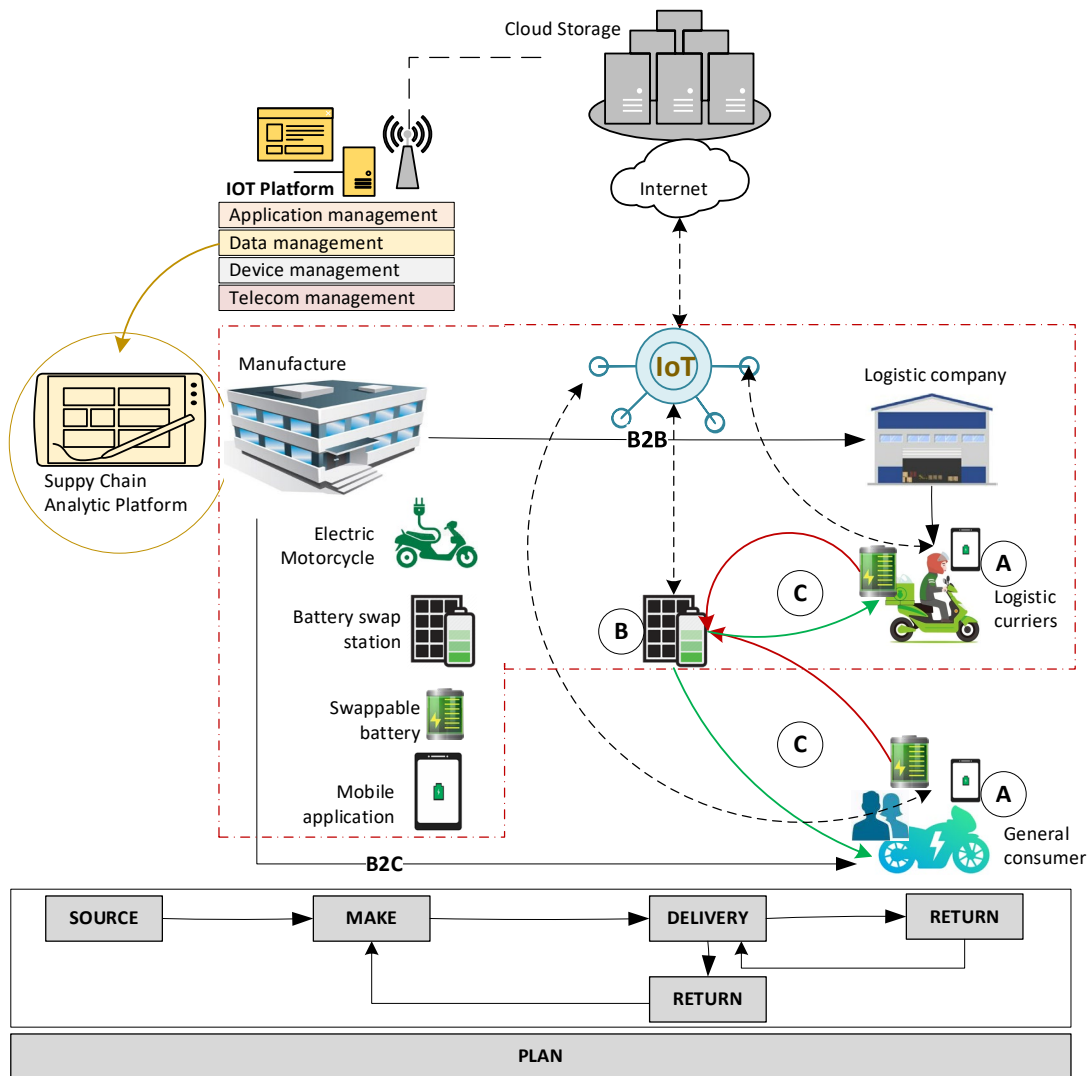 Cloud Storage
Internet
IOT Platform
Application management
Data management
Device management
Telecom management
Manufacture
IoT
Logistic company
B2B
Suppy Chain
Analytic Platform
Electric
Motorcycle
A
C
Logistic
curriers
Battery swap
station
B
Swappable
battery
C
Mobile
application
A
General
consumer
B2C
SOURCE
MAKE
DELIVERY
RETURN
RETURN
PLAN